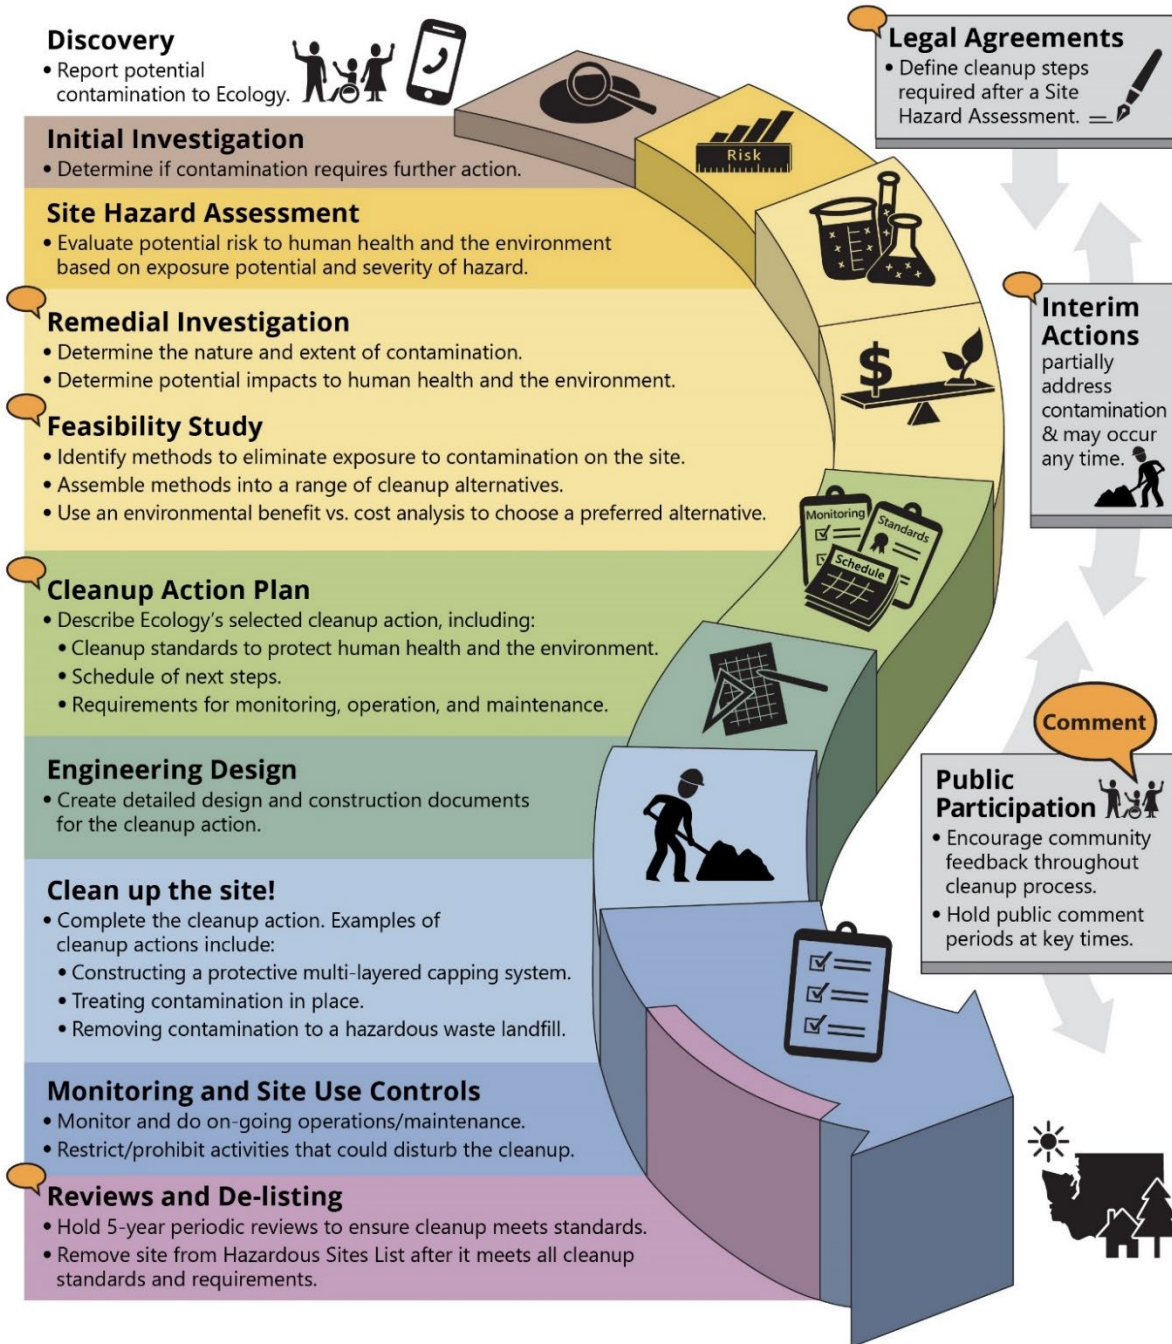 Discovery
• Report potential
contamination to Ecology.
Initial Investigation
• Determine if contamination requires further action.
Site Hazard Assessment
• Evaluate potential risk to human health and the environment
based on exposure potential and severity of hazard.
Remedial Investigation
• Determine the nature and extent of contamination.
• Determine potential impacts to human health and the environment.
Feasibility Study
• Identify methods to eliminate exposure to contamination on the site.
• Assemble methods into a range of cleanup alternatives.
• Use an environmental benefit vs. cost analysis to choose a preferred alternative.
Cleanup Action Plan
• Describe Ecology's selected cleanup action, including:
• Cleanup standards to protect human health and the environment.
• Schedule of next steps.
• Requirements for monitoring, operation, and maintenance.
Engineering Design
• Create detailed design and construction documents
for the cleanup action.
Clean up the site!
• Complete the cleanup action. Examples of
cleanup actions include:
• Constructing a protective multi-layered capping system.
• Treating contamination in place.
• Removing contamination to a hazardous waste landfill.
Monitoring and Site Use Controls
• Monitor and do on-going operations/maintenance.
• Restrict/prohibit activities that could disturb the cleanup.
Reviews and De-listing
• Hold 5-year periodic reviews to ensure cleanup meets standards.
• Remove site from Hazardous Sites List after it meets all cleanup
standards and requirements.
Risk
$
Monitoring
Standards
Schedule
Legal Agreements
• Define cleanup steps
required after a Site
Hazard Assessment.
Interim
Actions
partially
address
contamination
& may occur
any time.
Comment
Public
Participation
• Encourage community
feedback throughout
cleanup process.
• Hold public comment
periods at key times.